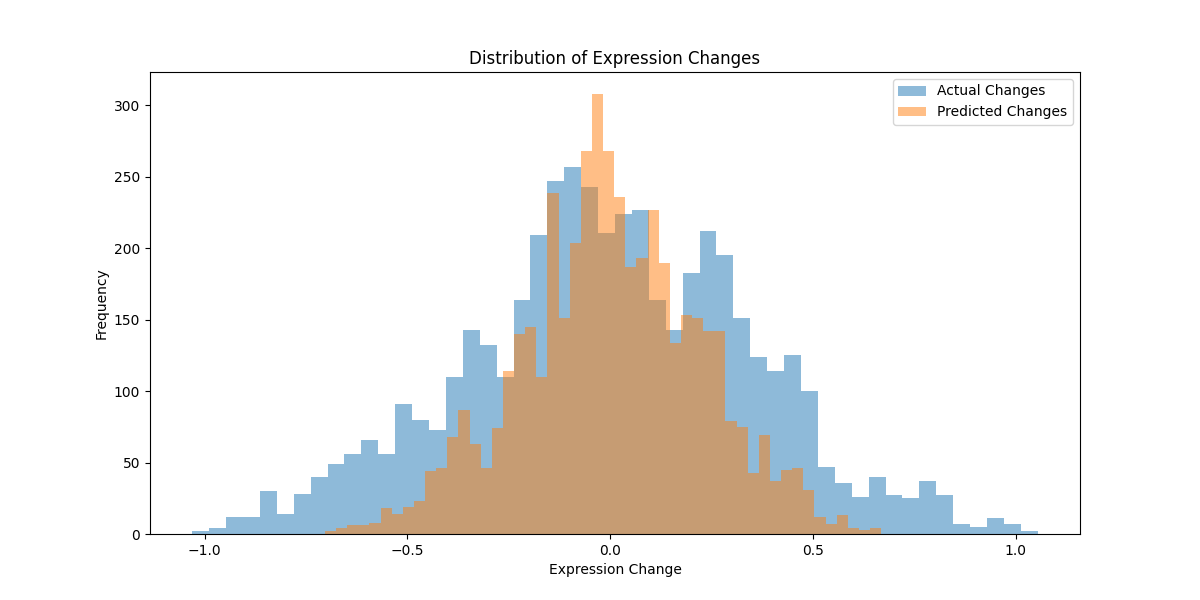 Distribution of Expression Changes
Actual Changes
Predicted Changes
300
250
200
150
100
50
0
Frequency
−1.0
−0.5
0.0
0.5
1.0
Expression Change